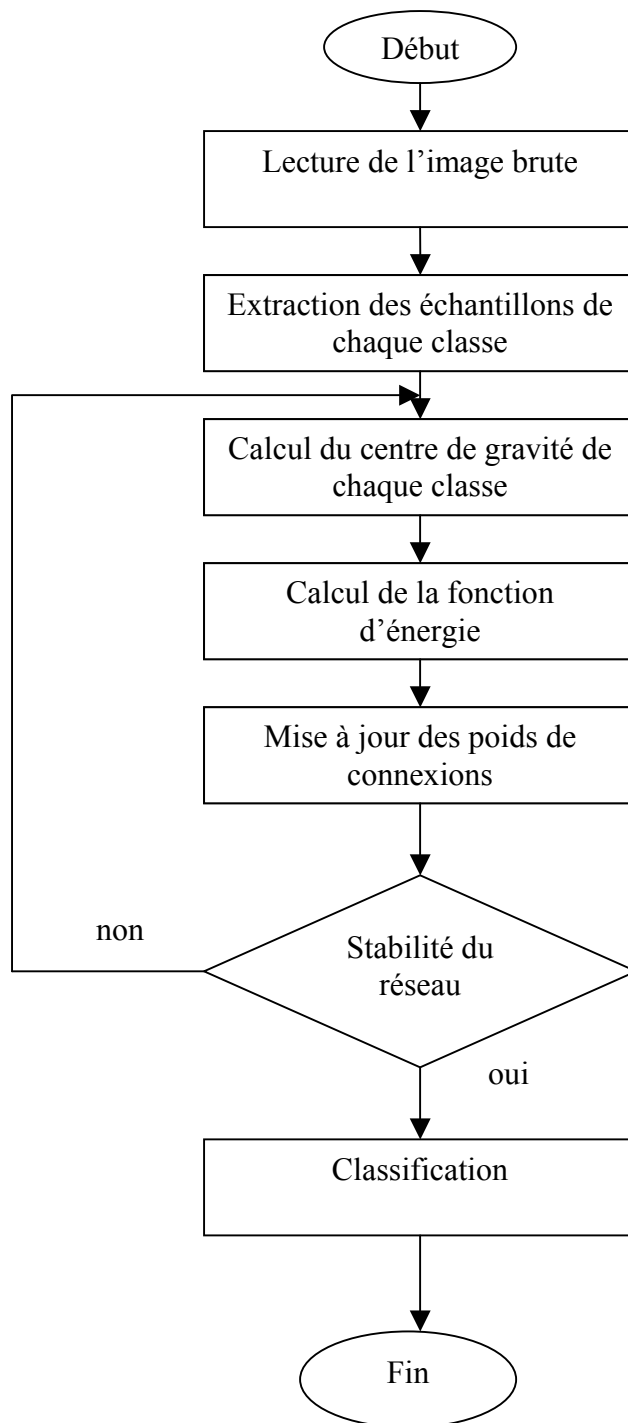 Début
Lecture de l’image brute
Extraction des échantillons de
chaque classe
Calcul du centre de gravité de
chaque classe
Calcul de la fonction
d’énergie
Mise à jour des poids de
connexions
non
Stabilité du
réseau
oui
Classification
Fin